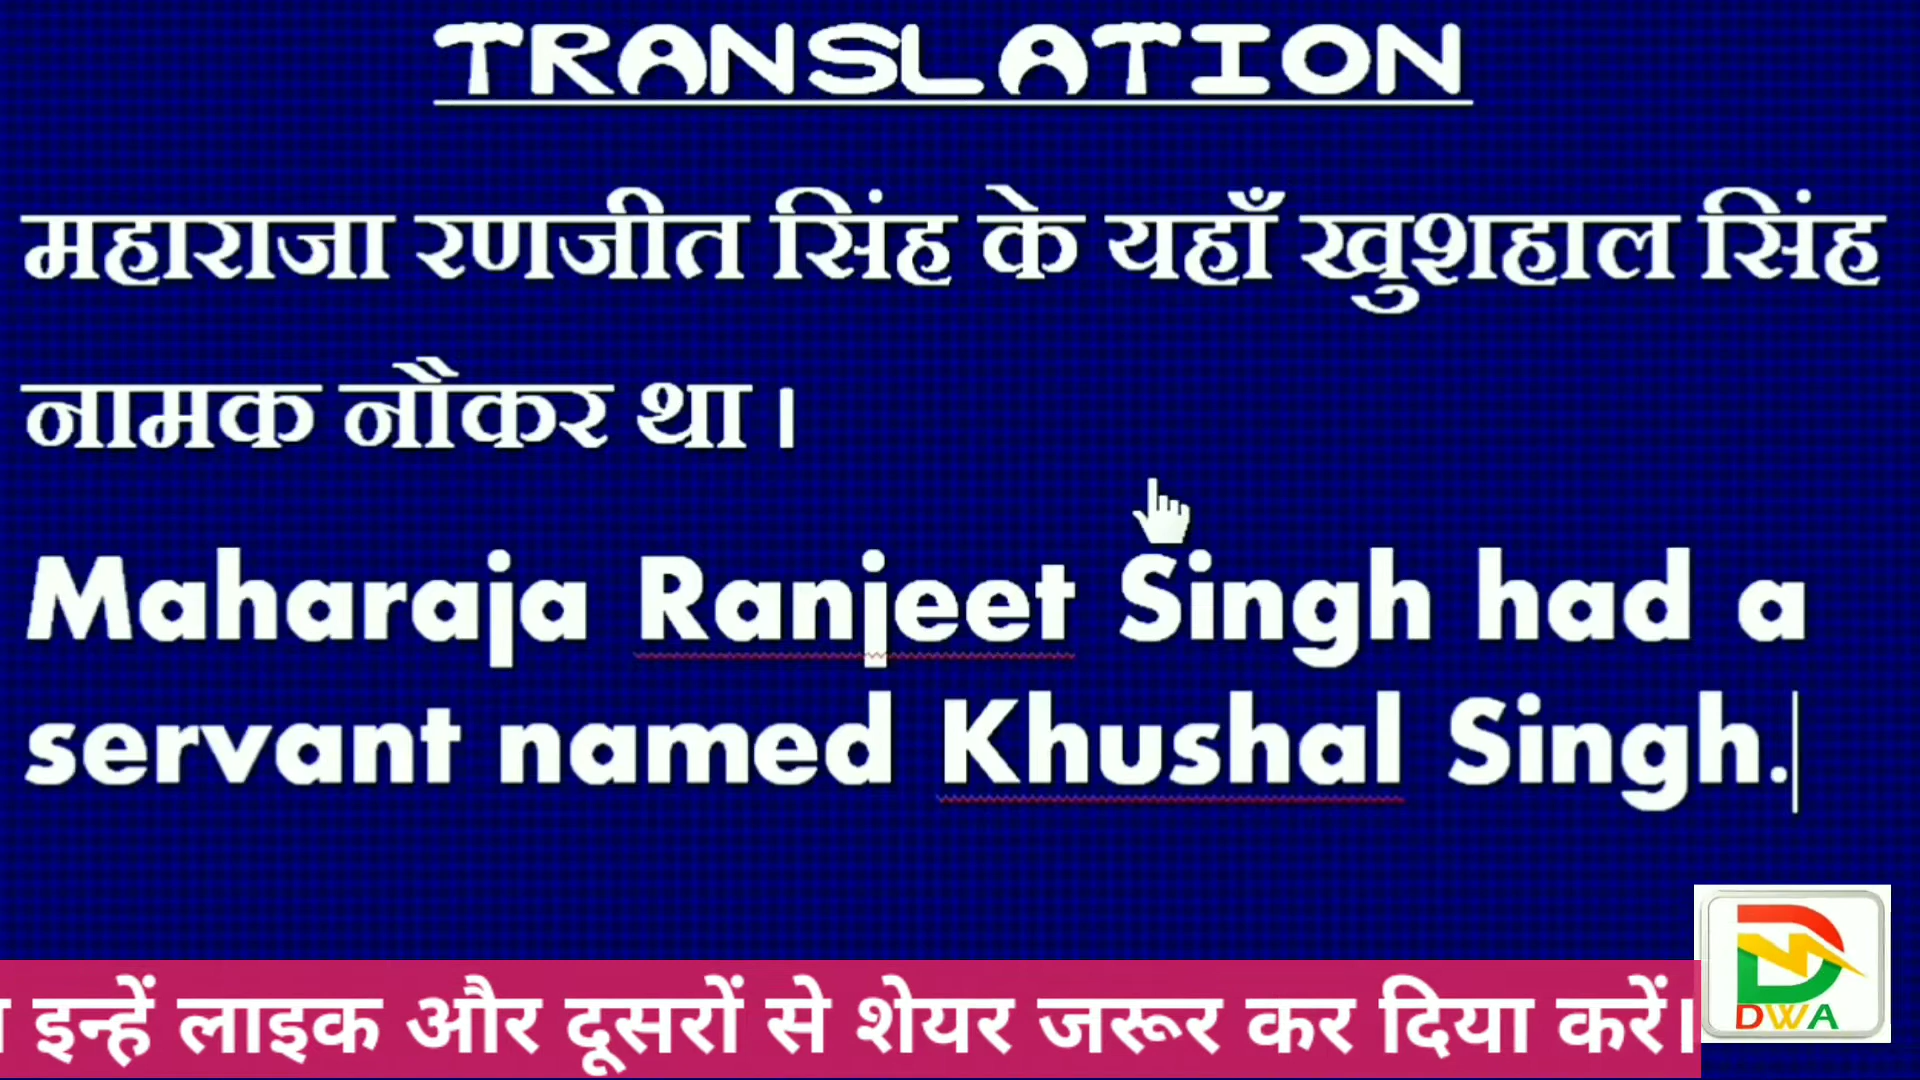 TRANSLATION
महाराजा रणजीत सिंह के यहाँ खुशहाल सिंह
नामक नौकर था।
Maharaja Ranjeet Singh had a
servant named Khushal Singh.
इन्हें लाइक और दूसरों से शेयर जरूर कर दिया करें।
DWA